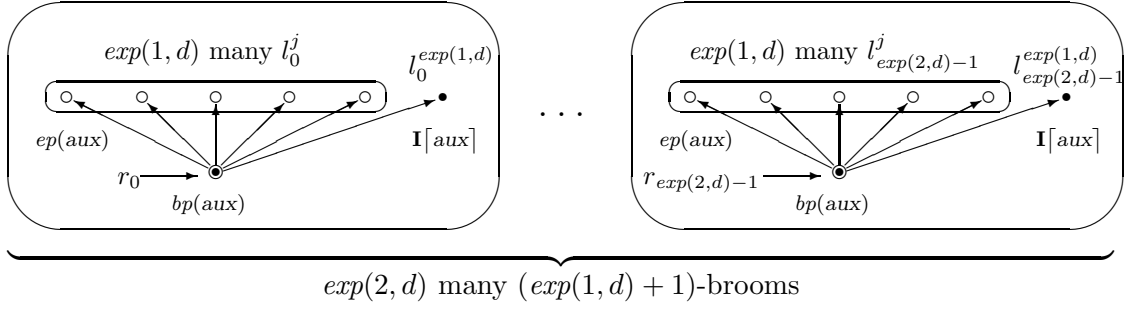 exp(1, d) many l_0^j l_0^{exp(1,d)}
ep(aux) I⌈aux⌉
r_0
bp(aux)
. . .
exp(1, d) many l_{exp(2,d)−1}^j l_{exp(2,d)−1}^{exp(1,d)}
ep(aux) I⌈aux⌉
r_{exp(2,d)−1}
bp(aux)
exp(2, d) many (exp(1, d) + 1)-brooms